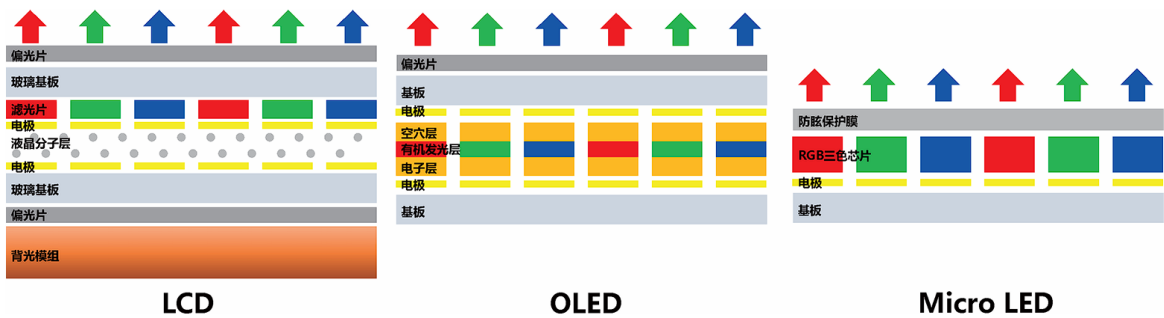 偏光片
玻璃基板
滤光片
电极
液晶分子层
电极
玻璃基板
偏光片
背光模组
LCD
偏光片
基板
电极
空穴层
有机发光层
电子层
电极
基板
OLED
防眩保护膜
RGB三色芯片
电极
基板
Micro LED